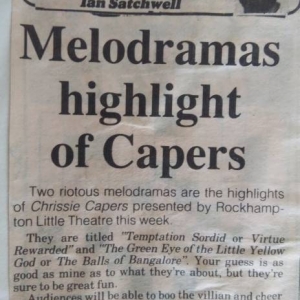 Ian Satchwell
Melodramas
highlight
of Capers
Two riotous melodramas are the highlights
of Chrissie Capers presented by Rockhamp-
ton Little Theatre this week.
They are titled "Temptation Sordid or Virtue
Rewarded" and "The Green Eye of the Little Yellow
God or The Balls of Bangalore". Your guess is as
good as mine as to what they're about, but they're
sure to be great fun.
Audiences will be able to boo the villian and cheer